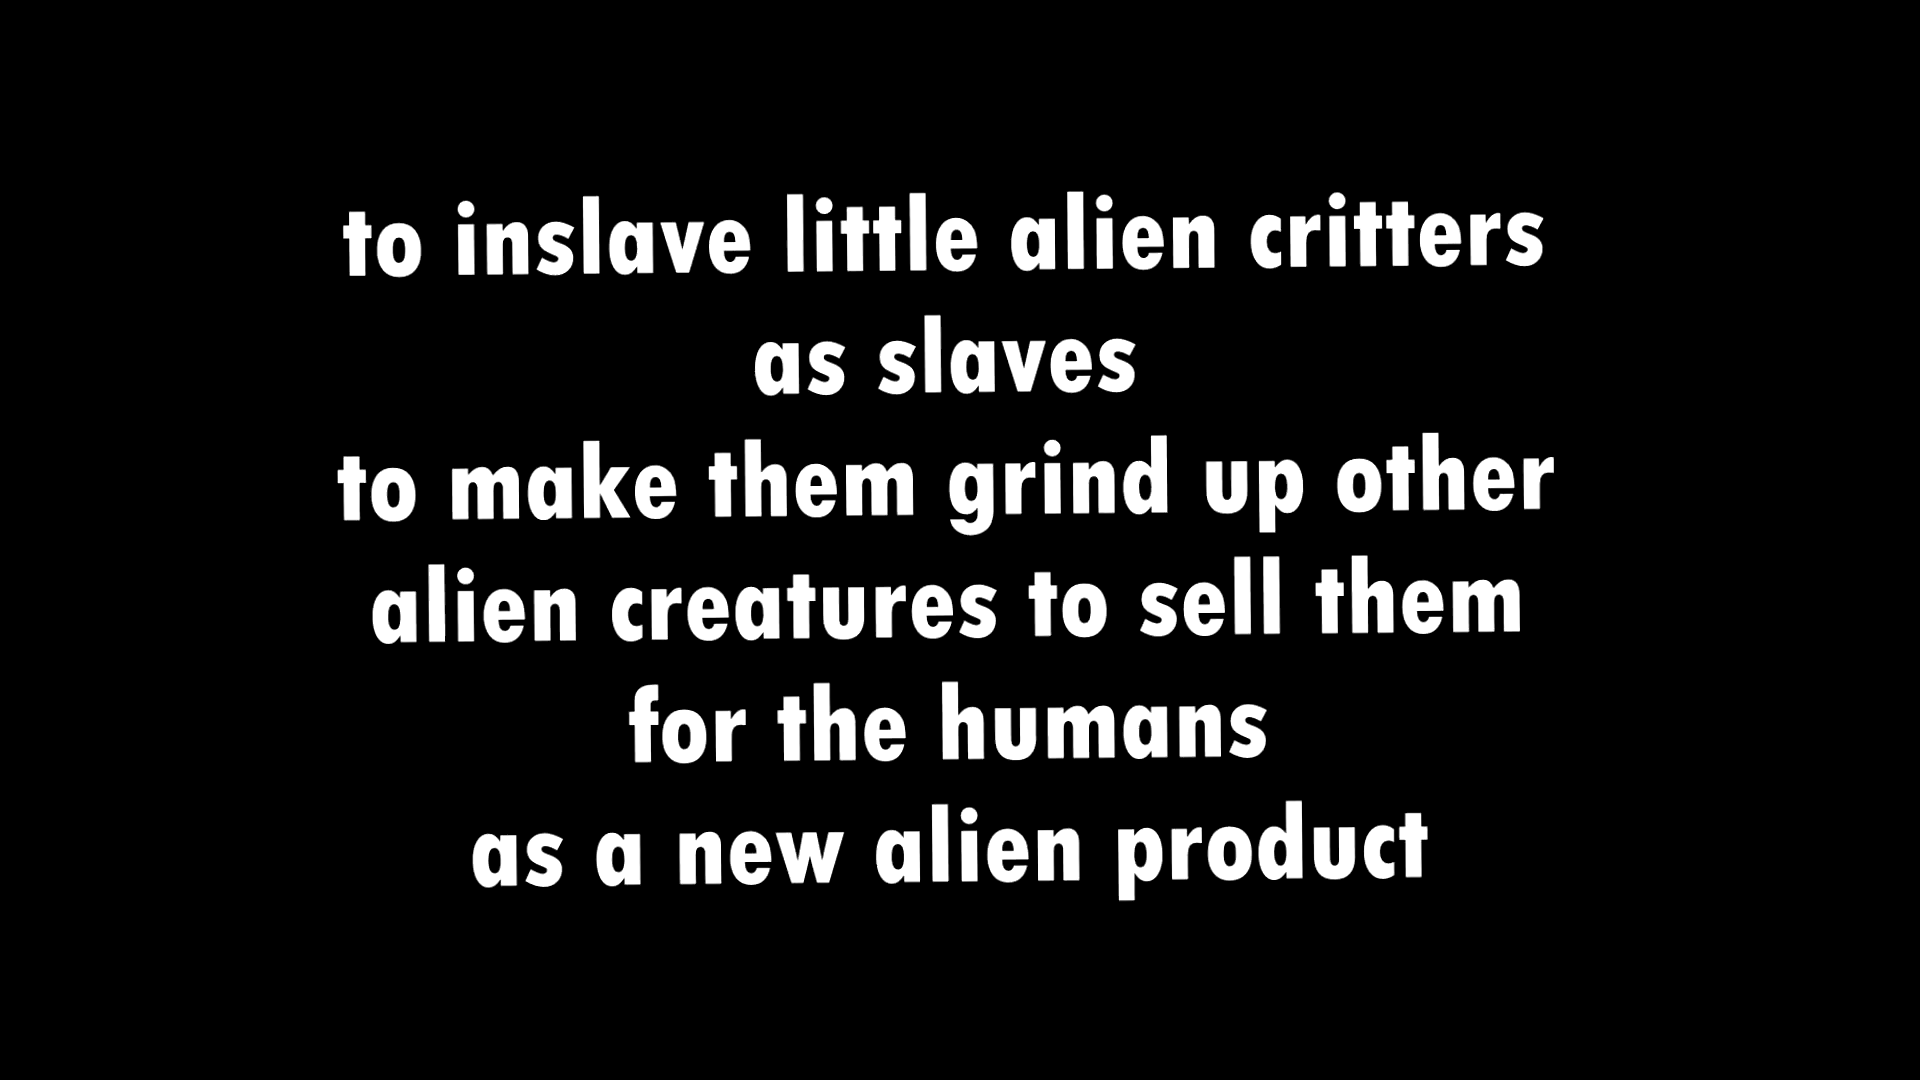 to inslave little alien critters
as slaves
to make them grind up other
alien creatures to sell them
for the humans
as a new alien product